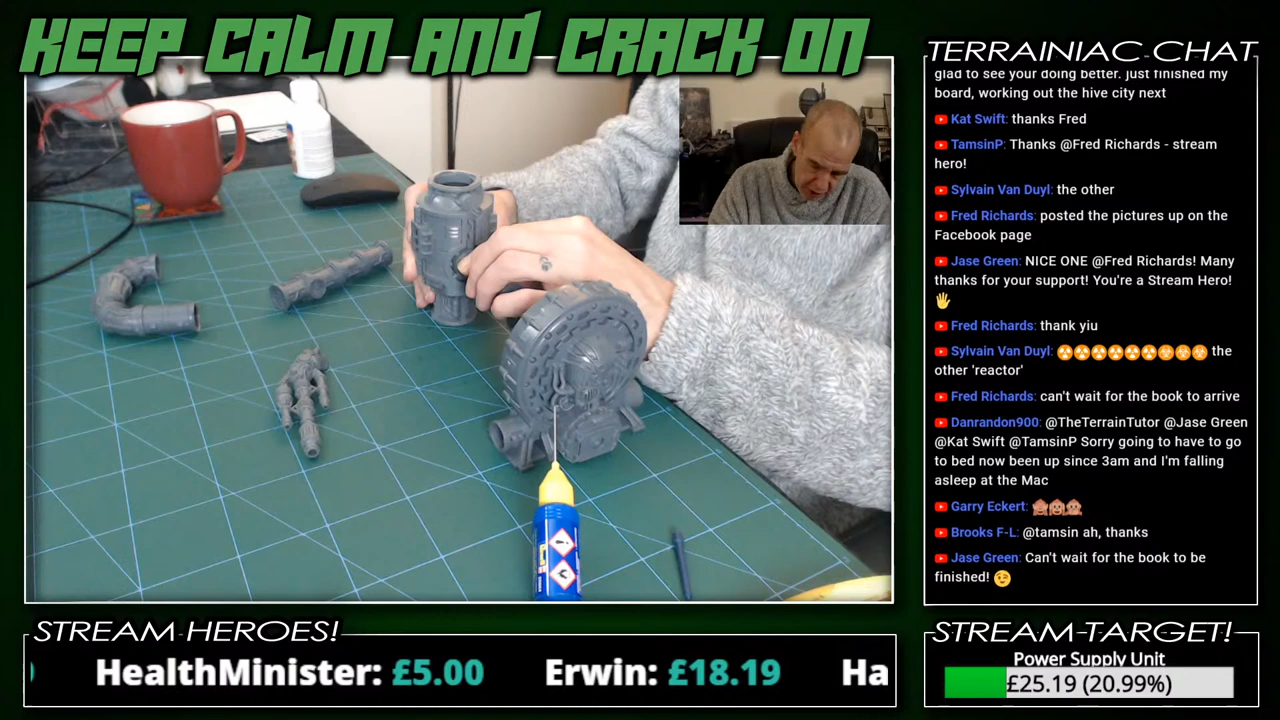 KEEP CALM AND CRACK ON
TERRAINIAC CHAT
glad to see your doing better. just finished my
board, working out the hive city next
Kat Swift: thanks Fred
TamsinP: Thanks @Fred Richards - stream
hero!
Sylvain Van Duyl: the other
Fred Richards: posted the pictures up on the
Facebook page
Jase Green: NICE ONE @Fred Richards! Many
thanks for your support! You're a Stream Hero!
🖐
Fred Richards: thank yiu
Sylvain Van Duyl: ☢☢☢☢☢☢☣☣☣ the
other 'reactor'
Fred Richards: can't wait for the book to arrive
Danrandon900: @TheTerrainTutor @Jase Green
@Kat Swift @TamsinP Sorry going to have to go
to bed now been up since 3am and I'm falling
asleep at the Mac
Garry Eckert: 🙈🙉🙊
Brooks F-L: @tamsin ah, thanks
Jase Green: Can't wait for the book to be
finished! 😉
STREAM HEROES!
HealthMinister: £5.00 Erwin: £18.19 Ha
STREAM TARGET!
Power Supply Unit
£25.19 (20.99%)